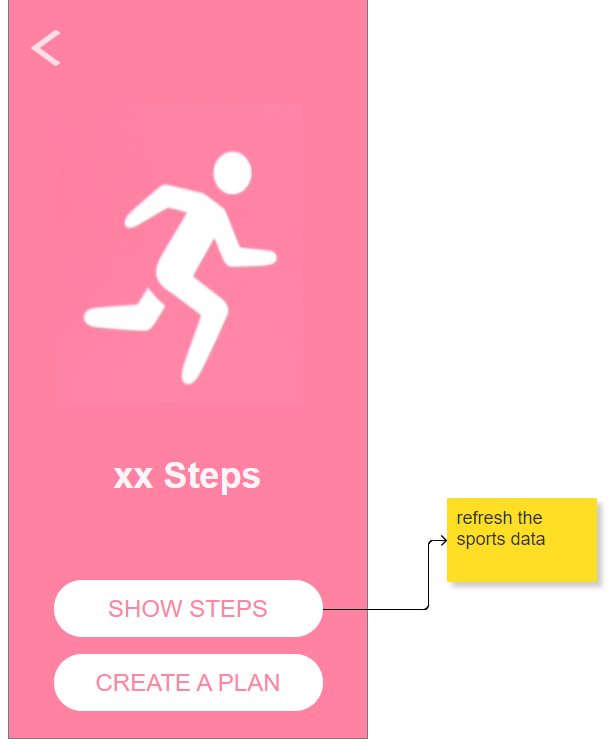 xx Steps
refresh the
sports data
SHOW STEPS
CREATE A PLAN